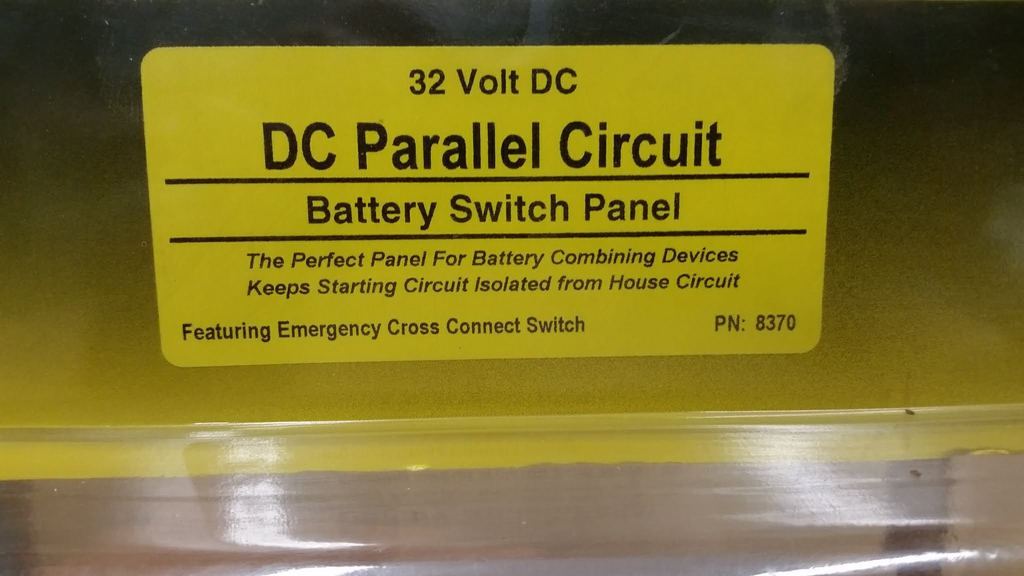 32 Volt DC
DC Parallel Circuit
Battery Switch Panel
The Perfect Panel For Battery Combining Devices
Keeps Starting Circuit Isolated from House Circuit
Featuring Emergency Cross Connect Switch PN: 8370